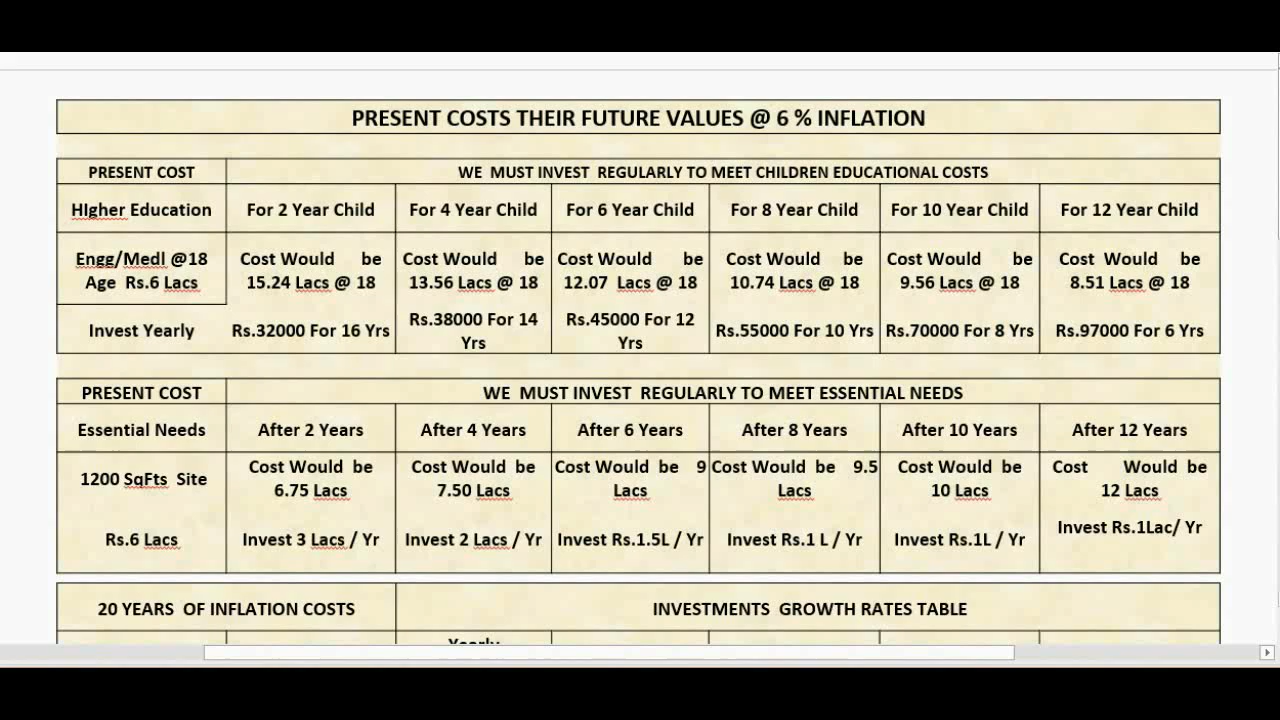 PRESENT COSTS THEIR FUTURE VALUES @ 6 % INFLATION
PRESENT COST
WE MUST INVEST REGULARLY TO MEET CHILDREN EDUCATIONAL COSTS
HIgher Education
For 2 Year Child
For 4 Year Child
For 6 Year Child
For 8 Year Child
For 10 Year Child
For 12 Year Child
Engg/Medl @18
Age Rs.6 Lacs
Cost Would be
15.24 Lacs @ 18
Cost Would be
13.56 Lacs @ 18
Cost Would be
12.07 Lacs @ 18
Cost Would be
10.74 Lacs @ 18
Cost Would be
9.56 Lacs @ 18
Cost Would be
8.51 Lacs @ 18
Invest Yearly
Rs.32000 For 16 Yrs
Rs.38000 For 14
Yrs
Rs.45000 For 12
Yrs
Rs.55000 For 10 Yrs
Rs.70000 For 8 Yrs
Rs.97000 For 6 Yrs
PRESENT COST
WE MUST INVEST REGULARLY TO MEET ESSENTIAL NEEDS
Essential Needs
After 2 Years
After 4 Years
After 6 Years
After 8 Years
After 10 Years
After 12 Years
1200 SqFts Site
Cost Would be
6.75 Lacs
Cost Would be
7.50 Lacs
Cost Would be 9
Lacs
Cost Would be 9.5
Lacs
Cost Would be
10 Lacs
Cost Would be
12 Lacs
Rs.6 Lacs
Invest 3 Lacs / Yr
Invest 2 Lacs / Yr
Invest Rs.1.5L / Yr
Invest Rs.1 L / Yr
Invest Rs.1L / Yr
Invest Rs.1Lac/ Yr
20 YEARS OF INFLATION COSTS
INVESTMENTS GROWTH RATES TABLE
Yearly